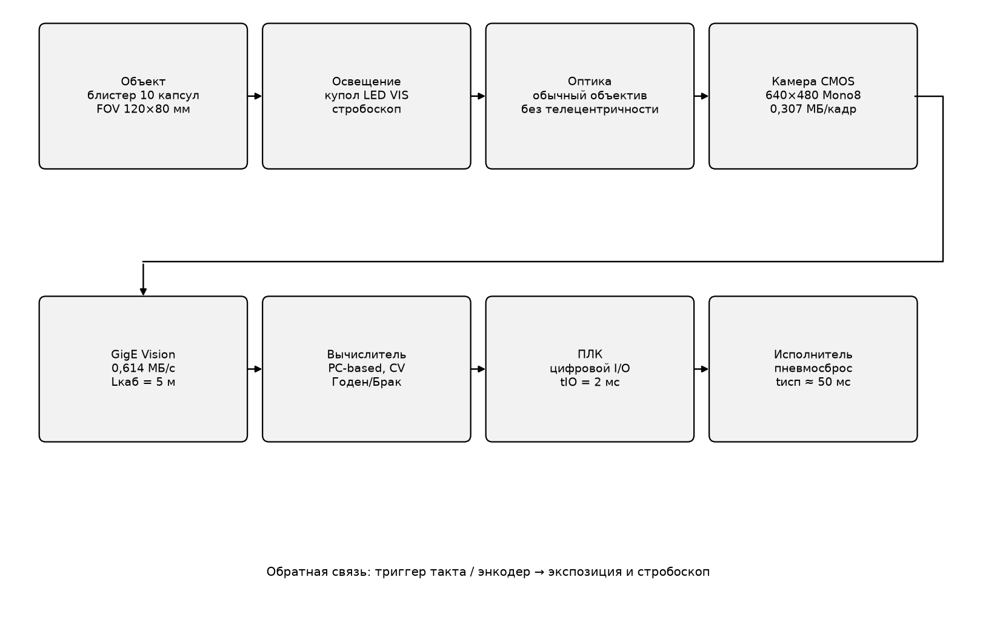 Объект
блистер 10 капсул
FOV 120×80 мм
Освещение
купол LED VIS
стробоскоп
Оптика
обычный объектив
без телецентричности
Камера CMOS
640×480 Mono8
0,307 МБ/кадр
GigE Vision
0,614 МБ/с
Lкаб = 5 м
Вычислитель
PC-based, CV
Годен/Брак
ПЛК
цифровой I/O
tIO = 2 мс
Исполнитель
пневмосброс
tисп ≈ 50 мс
Обратная связь: триггер такта / энкодер → экспозиция и стробоскоп